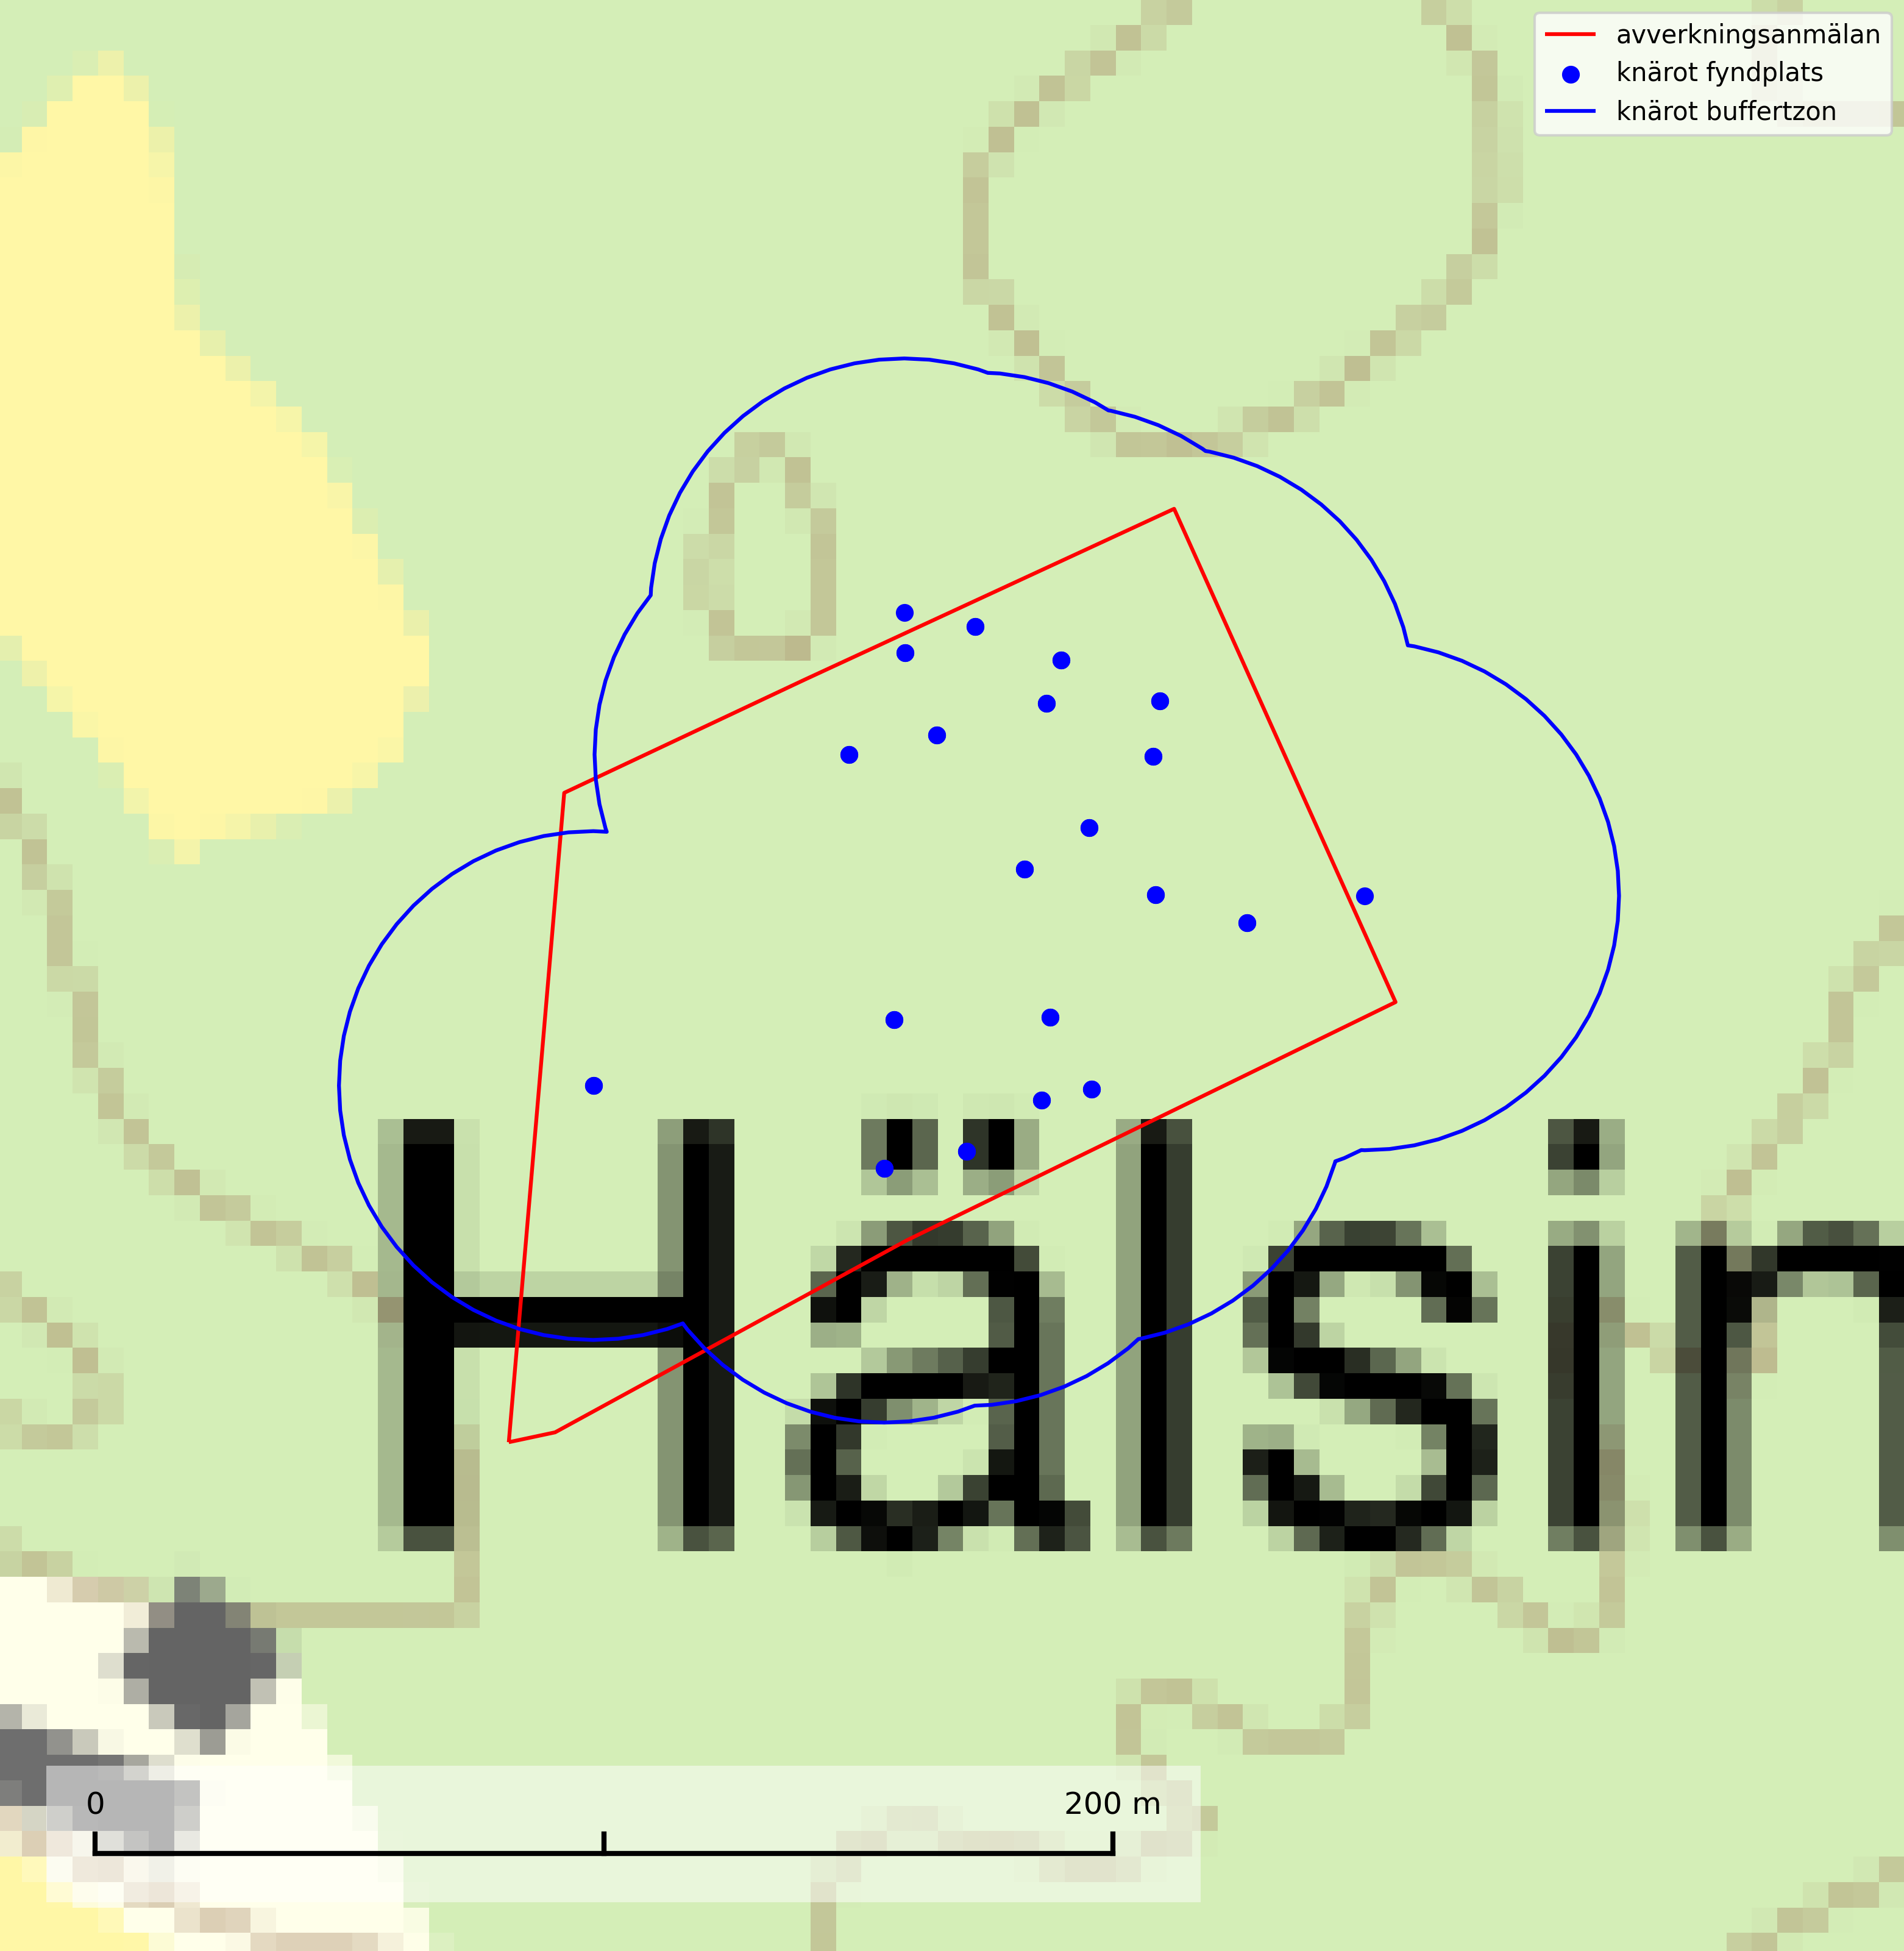 avverkningsanmälan
knärot fyndplats
knärot buffertzon
Hälsin
0 200 m